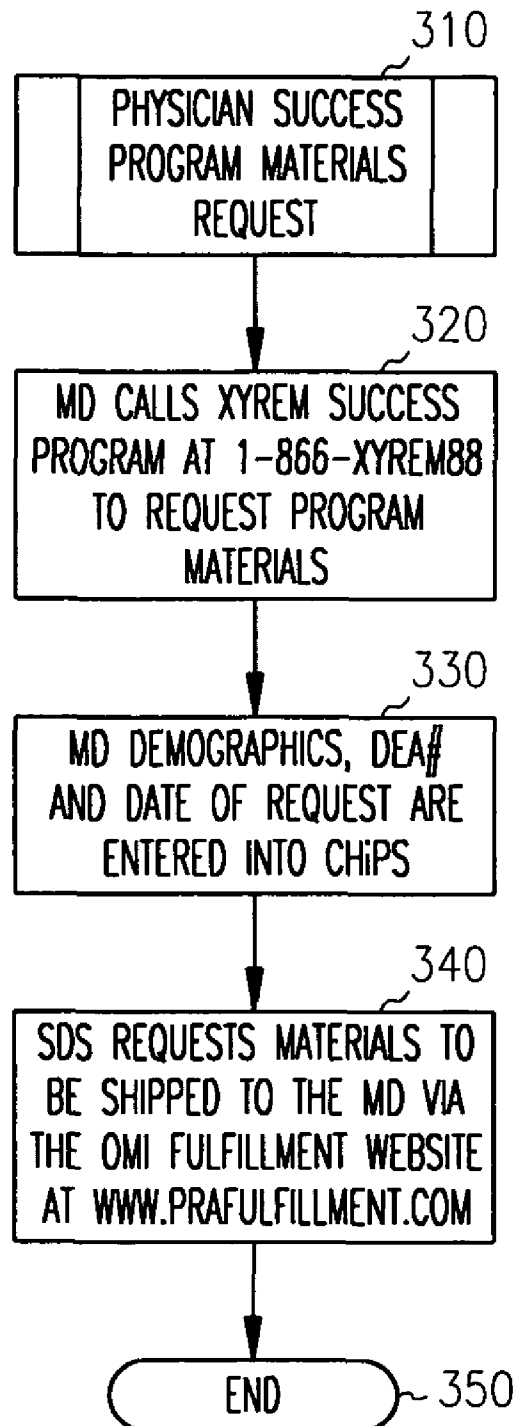 310
PHYSICIAN SUCCESS
PROGRAM MATERIALS
REQUEST
320
MD CALLS XYREM SUCCESS
PROGRAM AT 1-866-XYREM88
TO REQUEST PROGRAM
MATERIALS
330
MD DEMOGRAPHICS, DEA#
AND DATE OF REQUEST ARE
ENTERED INTO CHiPS
340
SDS REQUESTS MATERIALS TO
BE SHIPPED TO THE MD VIA
THE OMI FULFILLMENT WEBSITE
AT WWW.PRAFULFILLMENT.COM
END
350